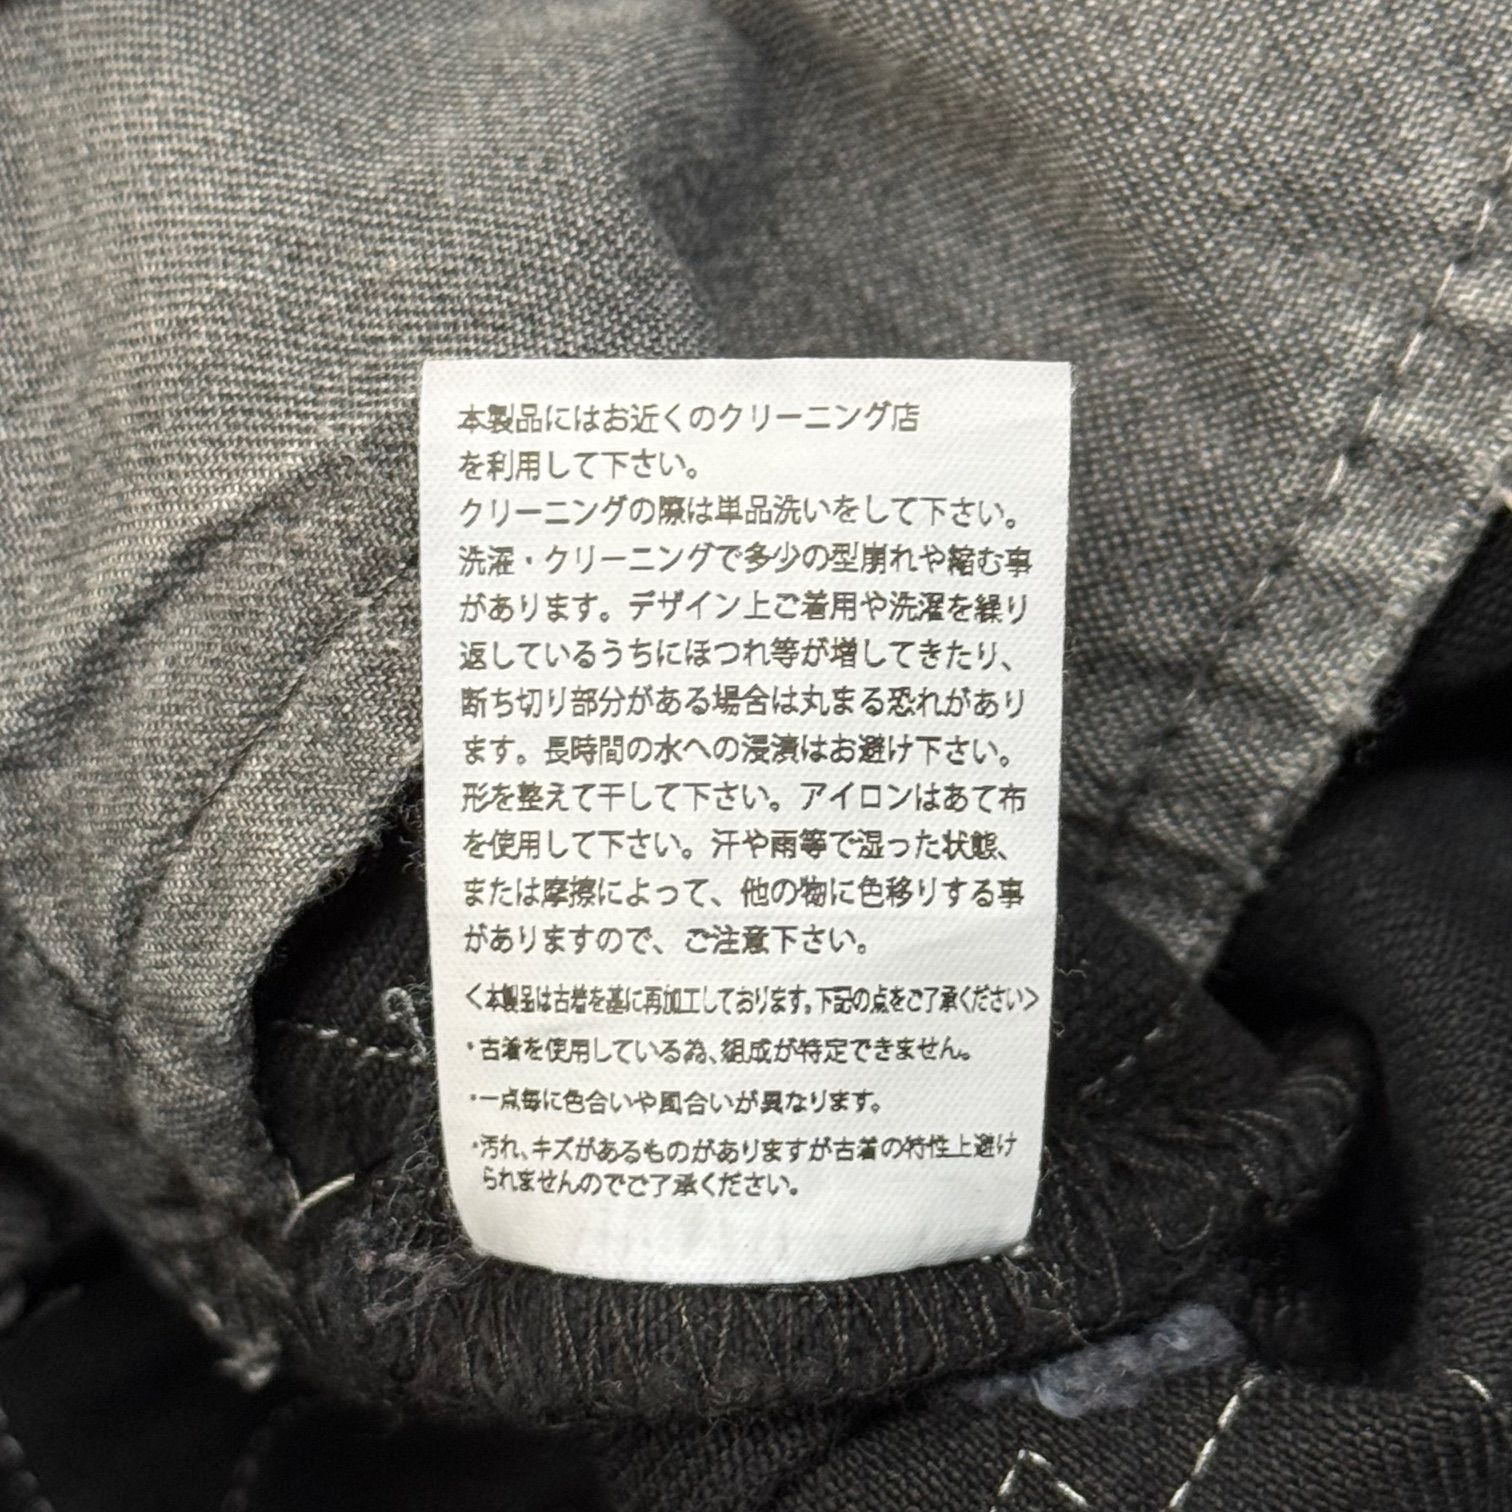 本製品にはお近くのクリーニング店
を利用して下さい。
クリーニングの際は単品洗いをして下さい。
洗濯・クリーニングで多少の型崩れや縮む事
があります。デザイン上ご着用や洗濯を繰り
返しているうちにほつれ等が増してきたり、
断ち切り部分がある場合は丸まる恐れがあり
ます。長時間の水への浸漬はお避け下さい。
形を整えて干して下さい。アイロンはあて布
を使用して下さい。汗や雨等で湿った状態、
または摩擦によって、他の物に色移りする事
がありますので、ご注意下さい。
<本製品は古着を基に再加工しております。下記の点をご了承ください>
・古着を使用している為、組成が特定できません。
・一点毎に色合いや風合いが異なります。
・汚れ、キズがあるものがありますが古着の特性上避け
られませんのでご了承ください。